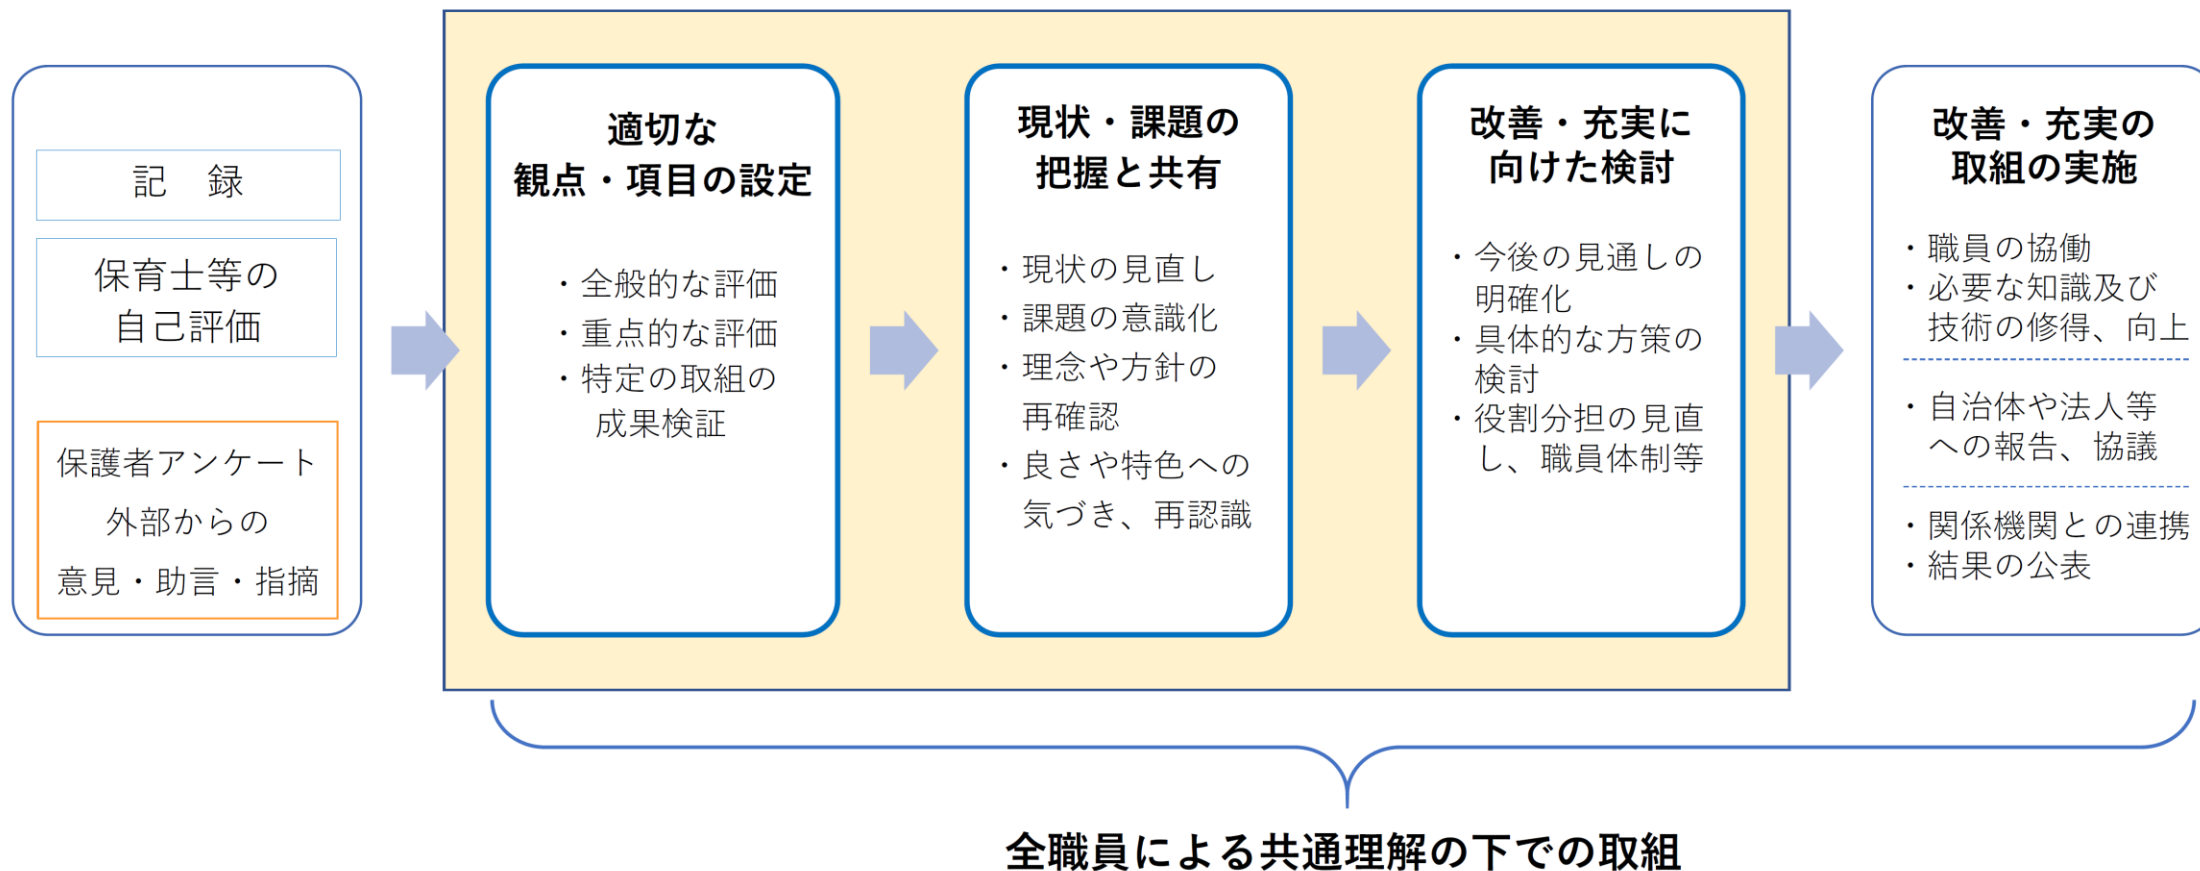 記　録
保育士等の
自己評価
保護者アンケート
外部からの
意見・助言・指摘
適切な
観点・項目の設定
・全般的な評価
・重点的な評価
・特定の取組の
成果検証
現状・課題の
把握と共有
・現状の見直し
・課題の意識化
・理念や方針の
再確認
・良さや特色への
気づき、再認識
改善・充実に
向けた検討
・今後の見通しの
明確化
・具体的な方策の
検討
・役割分担の見直
し、職員体制等
改善・充実の
取組の実施
・職員の協働
・必要な知識及び
技術の修得、向上
・自治体や法人等
への報告、協議
・関係機関との連携
・結果の公表
全職員による共通理解の下での取組